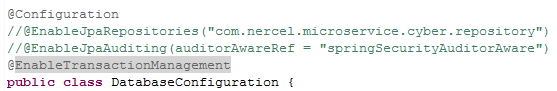 @Configuration
//@EnableJpaRepositories("com.nercel.microservice.cyber.repository")
//@EnableJpaAuditing(auditorAwareRef = "springSecurityAuditorAware")
@EnableTransactionManagement
public class DatabaseConfiguration {